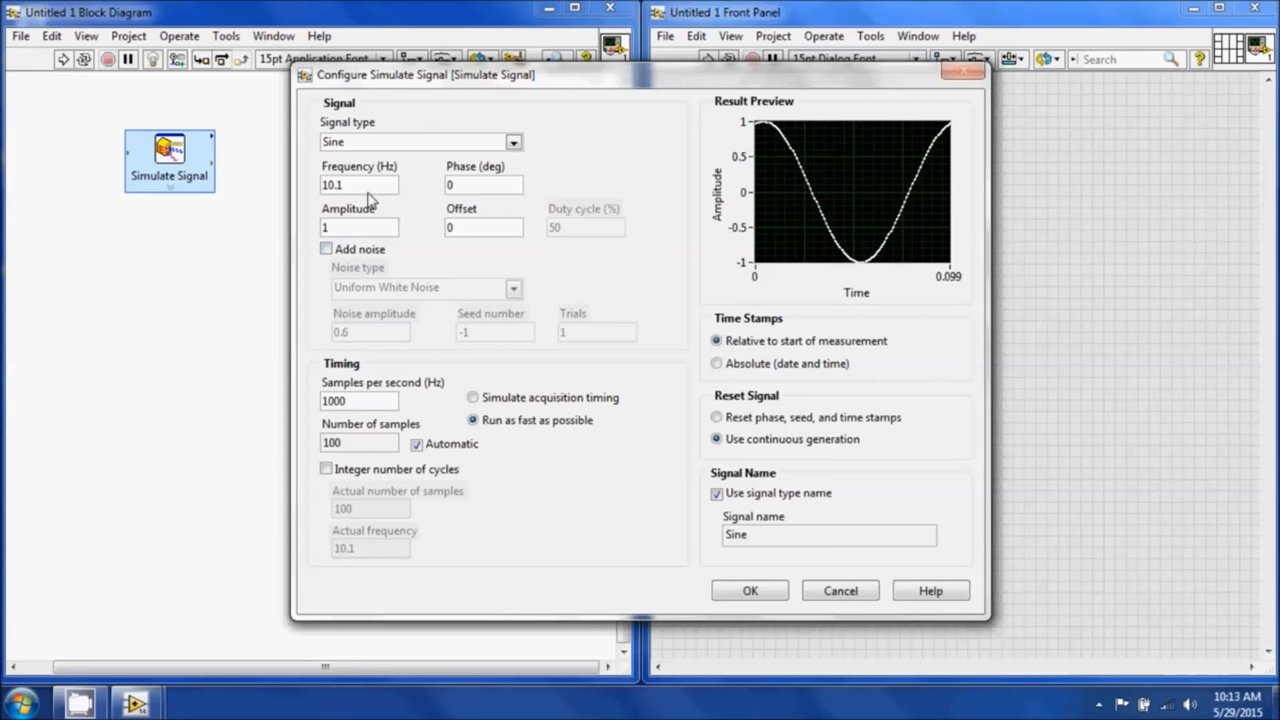 Untitled 1 Block Diagram
File Edit View Project Operate Tools Window Help
15pt Application Font
Simulate Signal
Untitled 1 Front Panel
File Edit View Project Operate Tools Window Help
15pt Dialog Font
Search
Configure Simulate Signal [Simulate Signal]
Signal
Signal type
Sine
Frequency (Hz) Phase (deg)
10.1 0
Amplitude Offset Duty cycle (%)
1 0 50
Add noise
Noise type
Uniform White Noise
Noise amplitude Seed number Trials
0.6 -1 1
Timing
Samples per second (Hz)
1000
Simulate acquisition timing
Number of samples
Run as fast as possible
100
Automatic
Integer number of cycles
Actual number of samples
100
Actual frequency
10.1
Result Preview
1
0.5
0
-0.5
-1
Amplitude
0 0.099
Time
Time Stamps
Relative to start of measurement
Absolute (date and time)
Reset Signal
Reset phase, seed, and time stamps
Use continuous generation
Signal Name
Use signal type name
Signal name
Sine
OK Cancel Help
10:13 AM
5/29/2015